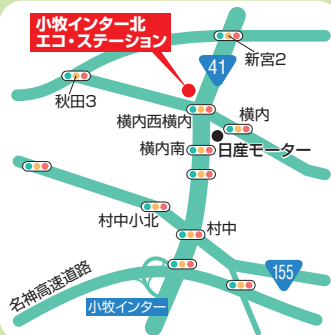 小牧インター北
エコ・ステーション
新宮2
41
秋田3
横内西横内
横内
横内南
日産モーター
村中小北
村中
名神高速道路
155
小牧インター